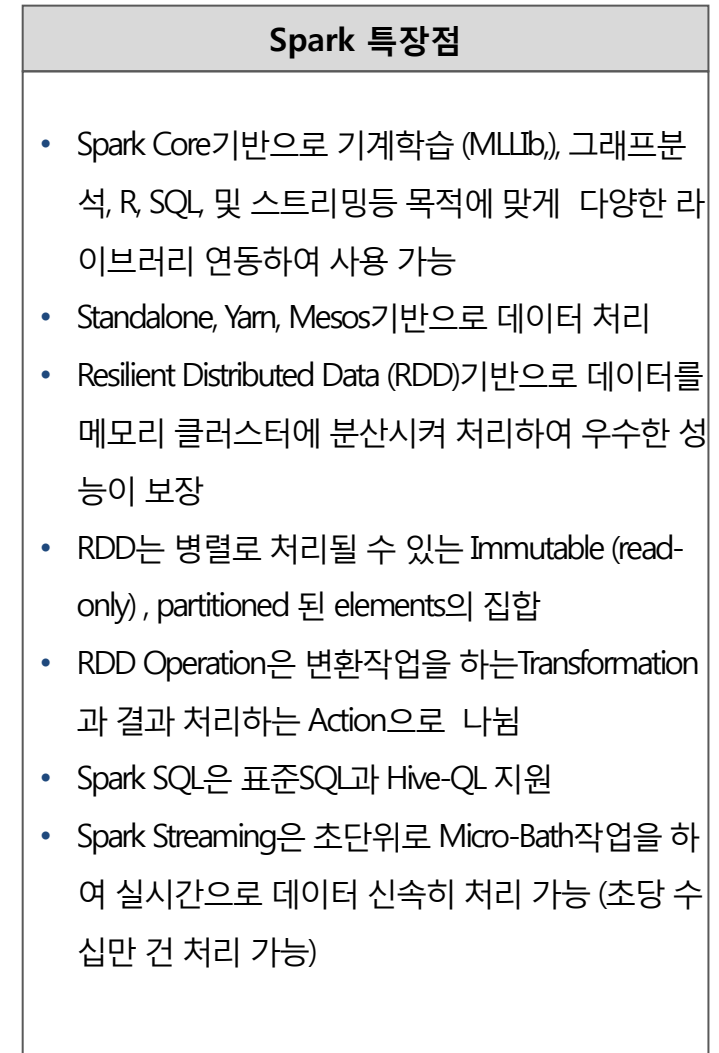 Spark 특장점
• Spark Core기반으로 기계학습 (MLLIb,), 그래프분
석, R, SQL, 및 스트리밍등 목적에 맞게 다양한 라
이브러리 연동하여 사용 가능
• Standalone, Yarn, Mesos기반으로 데이터 처리
• Resilient Distributed Data (RDD)기반으로 데이터를
메모리 클러스터에 분산시켜 처리하여 우수한 성
능이 보장
• RDD는 병렬로 처리될 수 있는 Immutable (read-
only) , partitioned 된 elements의 집합
• RDD Operation은 변환작업을 하는Transformation
과 결과 처리하는 Action으로 나뉨
• Spark SQL은 표준SQL과 Hive-QL 지원
• Spark Streaming은 초단위로 Micro-Bath작업을 하
여 실시간으로 데이터 신속히 처리 가능 (초당 수
십만 건 처리 가능)